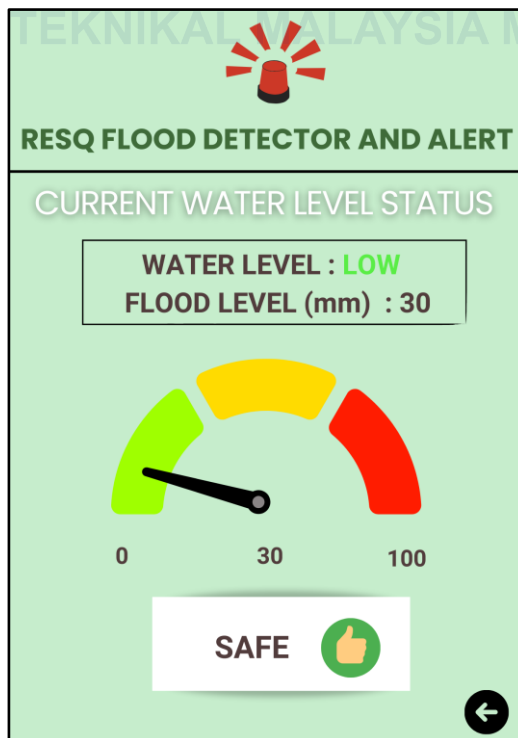 TEKNIKAL MALAYSIA M
RESQ FLOOD DETECTOR AND ALERT
CURRENT WATER LEVEL STATUS
WATER LEVEL : LOW
FLOOD LEVEL (mm) : 30
0 30 100
SAFE